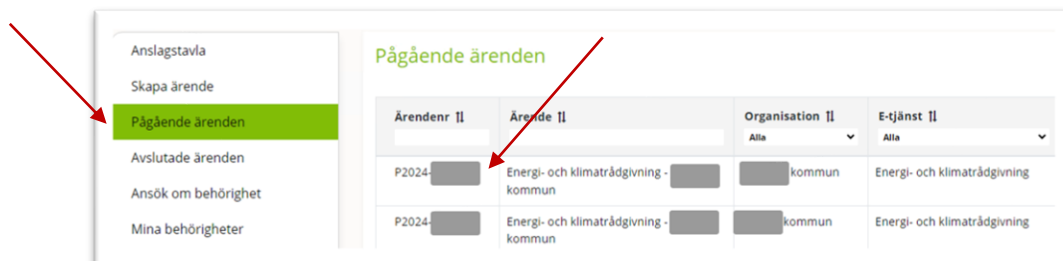 Anslagstavla
Skapa ärende
Pågående ärenden
Avslutade ärenden
Ansök om behörighet
Mina behörigheter
Pågående ärenden
Ärendenr Ärende Organisation E-tjänst
Alla Alla
P2024- Energi- och klimatrådgivning - kommun Energi- och klimatrådgivning
kommun
P2024- Energi- och klimatrådgivning - kommun Energi- och klimatrådgivning
kommun